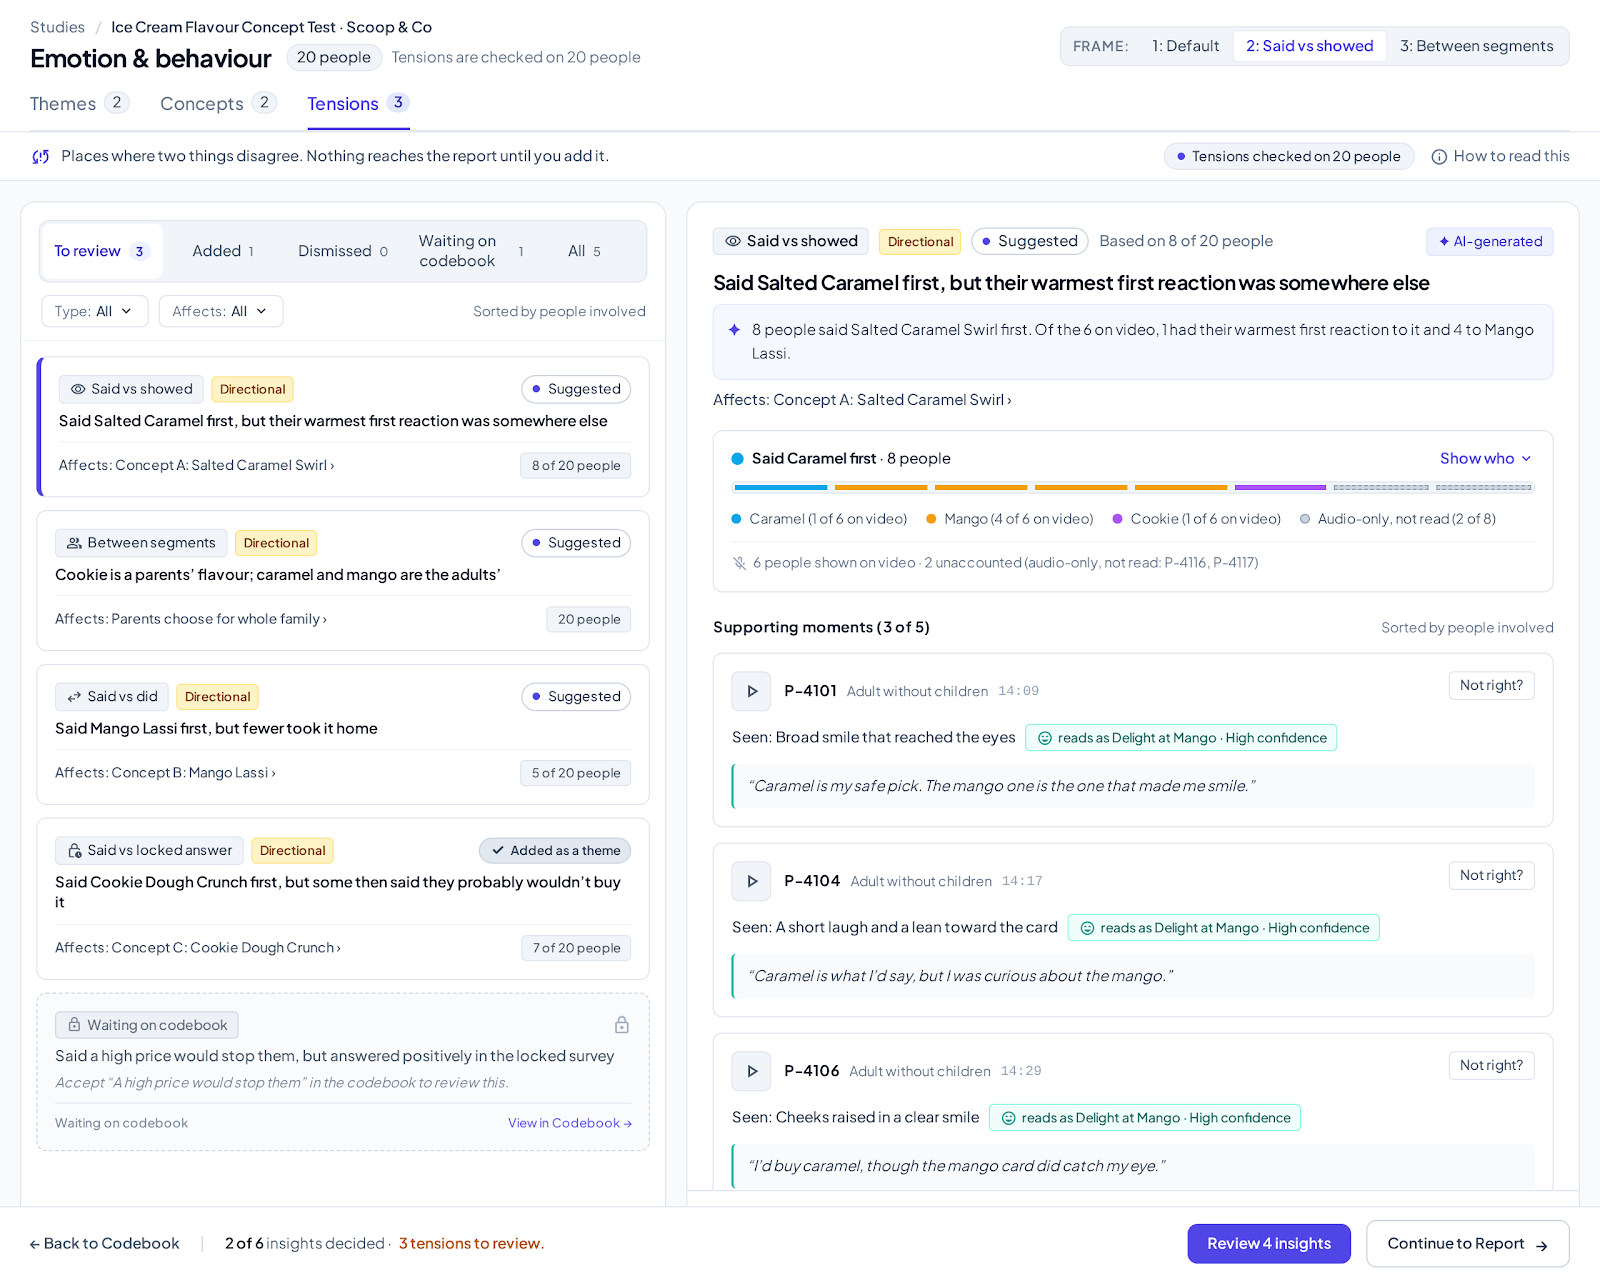 Studies / Ice Cream Flavour Concept Test · Scoop & Co
Emotion & behaviour 20 people Tensions are checked on 20 people
FRAME: 1: Default 2: Said vs showed 3: Between segments
Themes 2 Concepts 2 Tensions 3
Places where two things disagree. Nothing reaches the report until you add it.
Tensions checked on 20 people How to read this
To review 3 Added 1 Dismissed 0 Waiting on codebook 1 All 5
Type: All Affects: All Sorted by people involved
Said vs showed Directional Suggested
Said Salted Caramel first, but their warmest first reaction was somewhere else
Affects: Concept A: Salted Caramel Swirl › 8 of 20 people
Between segments Directional Suggested
Cookie is a parents’ flavour; caramel and mango are the adults’
Affects: Parents choose for whole family › 20 people
Said vs did Directional Suggested
Said Mango Lassi first, but fewer took it home
Affects: Concept B: Mango Lassi › 5 of 20 people
Said vs locked answer Directional Added as a theme
Said Cookie Dough Crunch first, but some then said they probably wouldn’t buy
it
Affects: Concept C: Cookie Dough Crunch › 7 of 20 people
Waiting on codebook
Said a high price would stop them, but answered positively in the locked survey
Accept “A high price would stop them” in the codebook to review this.
Waiting on codebook View in Codebook →
Said vs showed Directional Suggested Based on 8 of 20 people AI-generated
Said Salted Caramel first, but their warmest first reaction was somewhere else
8 people said Salted Caramel Swirl first. Of the 6 on video, 1 had their warmest first reaction to it and 4 to Mango
Lassi.
Affects: Concept A: Salted Caramel Swirl ›
Said Caramel first · 8 people Show who
Caramel (1 of 6 on video) Mango (4 of 6 on video) Cookie (1 of 6 on video) Audio-only, not read (2 of 8)
6 people shown on video · 2 unaccounted (audio-only, not read: P-4116, P-4117)
Supporting moments (3 of 5) Sorted by people involved
P-4101 Adult without children 14:09 Not right?
Seen: Broad smile that reached the eyes reads as Delight at Mango · High confidence
“Caramel is my safe pick. The mango one is the one that made me smile.”
P-4104 Adult without children 14:17 Not right?
Seen: A short laugh and a lean toward the card reads as Delight at Mango · High confidence
“Caramel is what I’d say, but I was curious about the mango.”
P-4106 Adult without children 14:29 Not right?
Seen: Cheeks raised in a clear smile reads as Delight at Mango · High confidence
“I’d buy caramel, though the mango card did catch my eye.”
← Back to Codebook 2 of 6 insights decided · 3 tensions to review. Review 4 insights Continue to Report →